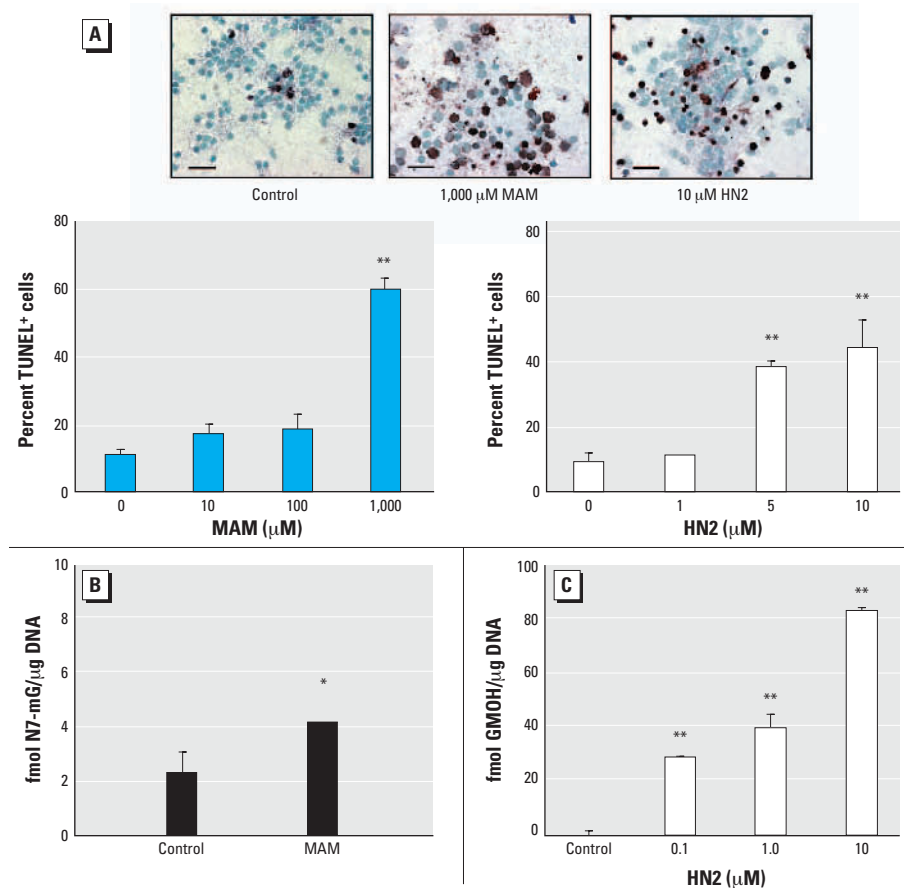 A
Control
1,000 μM MAM
10 μM HN2
Percent TUNEL+ cells
80
60
40
20
0
**
0
10
100
1,000
MAM (μM)
Percent TUNEL+ cells
80
60
40
20
0
**
**
0
1
5
10
HN2 (μM)
B
fmol N7-mG/μg DNA
10
8
6
4
2
0
*
Control
MAM
C
fmol GMOH/μg DNA
100
80
60
40
20
0
**
**
**
Control
0.1
1.0
10
HN2 (μM)